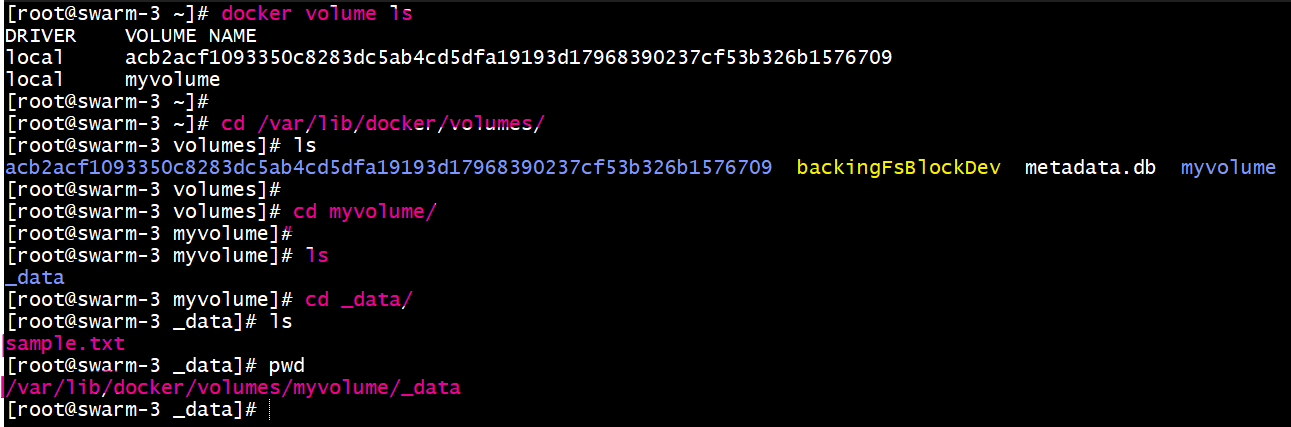 [root@swarm-3 ~]# docker volume ls
DRIVER    VOLUME NAME
local     acb2acf1093350c8283dc5ab4cd5dfa19193d17968390237cf53b326b1576709
local     myvolume
[root@swarm-3 ~]#
[root@swarm-3 ~]# cd /var/lib/docker/volumes/
[root@swarm-3 volumes]# ls
acb2acf1093350c8283dc5ab4cd5dfa19193d17968390237cf53b326b1576709  backingFsBlockDev  metadata.db  myvolume
[root@swarm-3 volumes]#
[root@swarm-3 volumes]# cd myvolume/
[root@swarm-3 myvolume]#
[root@swarm-3 myvolume]# ls
_data
[root@swarm-3 myvolume]# cd _data/
[root@swarm-3 _data]# ls
sample.txt
[root@swarm-3 _data]# pwd
/var/lib/docker/volumes/myvolume/_data
[root@swarm-3 _data]#